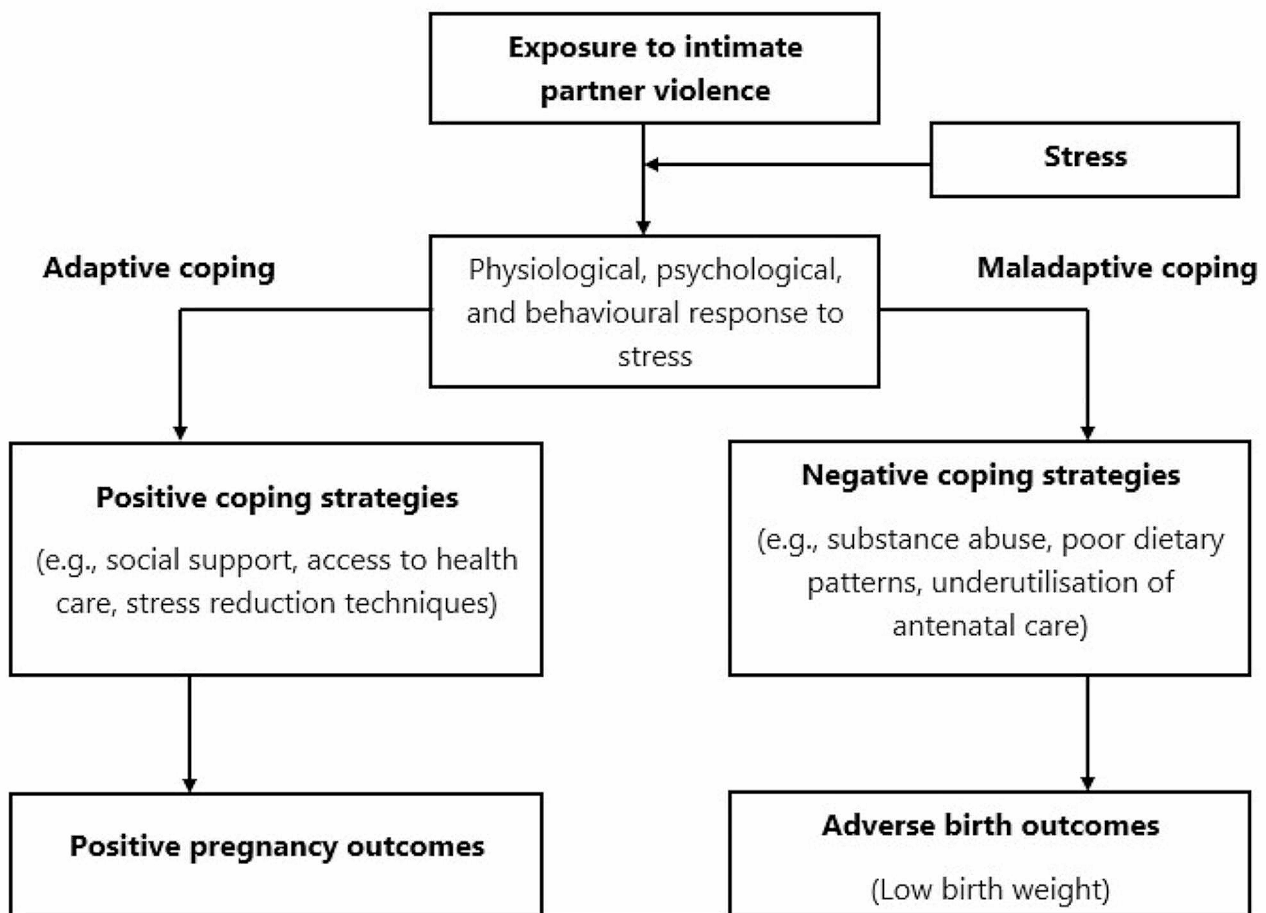 Exposure to intimate
partner violence
Stress
Adaptive coping
Physiological, psychological,
and behavioural response to
stress
Maladaptive coping
Positive coping strategies
(e.g., social support, access to health
care, stress reduction techniques)
Negative coping strategies
(e.g., substance abuse, poor dietary
patterns, underutilisation of
antenatal care)
Positive pregnancy outcomes
Adverse birth outcomes
(Low birth weight)